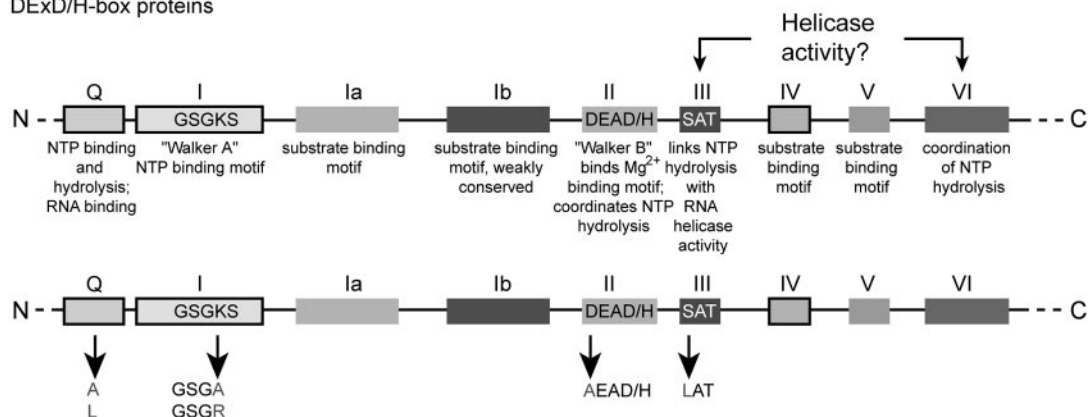 DExD/H-box proteins
Helicase
activity?
Q I Ia Ib II III IV V VI
N GSGKS DEAD/H SAT C
NTP binding
and
hydrolysis;
RNA binding
"Walker A"
NTP binding motif
substrate binding
motif
substrate binding
motif, weakly
conserved
"Walker B"
binds Mg2+
binding motif;
coordinates NTP
hydrolysis
links NTP
hydrolysis
with
RNA
helicase
activity
substrate
binding
motif
substrate
binding
motif
coordination
of NTP
hydrolysis
Q I Ia Ib II III IV V VI
N GSGKS DEAD/H SAT C
A GSGA AEAD/H LAT
L GSGR